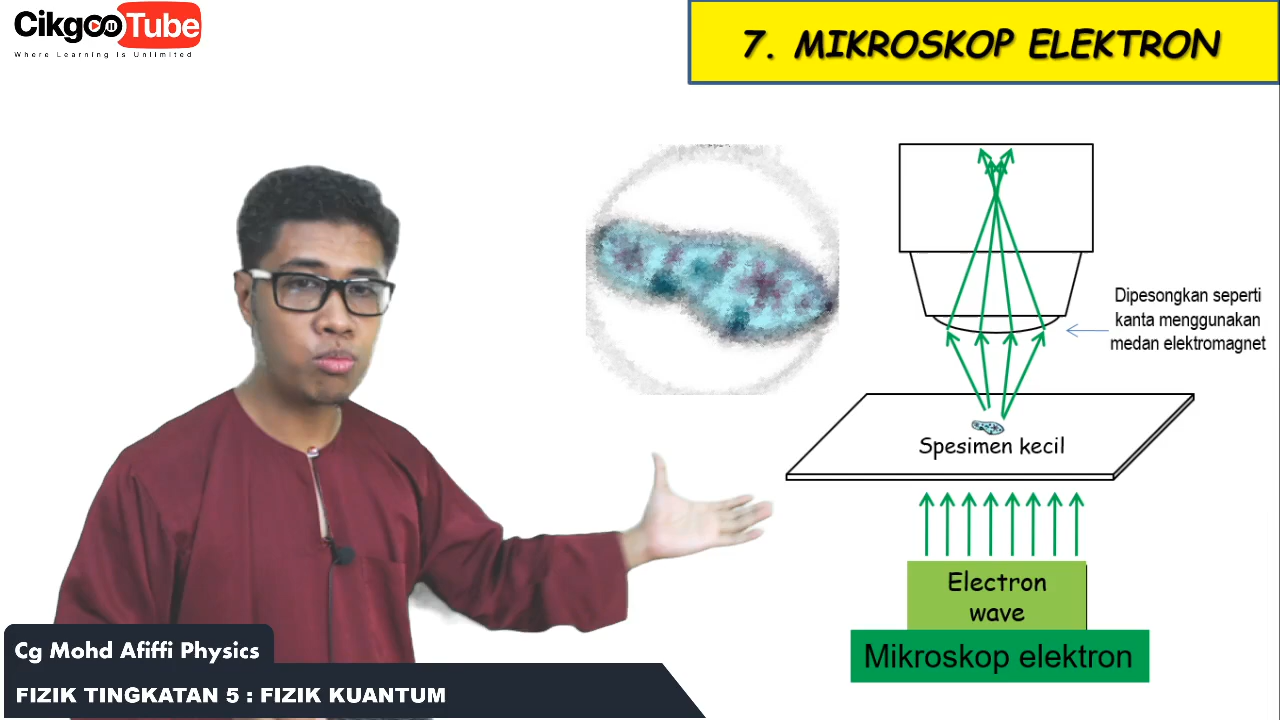 CikgooTube
Where Learning Is Unlimited
7. MIKROSKOP ELEKTRON
Dipesongkan seperti
kanta menggunakan
medan elektromagnet
Spesimen kecil
Electron
wave
Mikroskop elektron
Cg Mohd Afiffi Physics
FIZIK TINGKATAN 5 : FIZIK KUANTUM